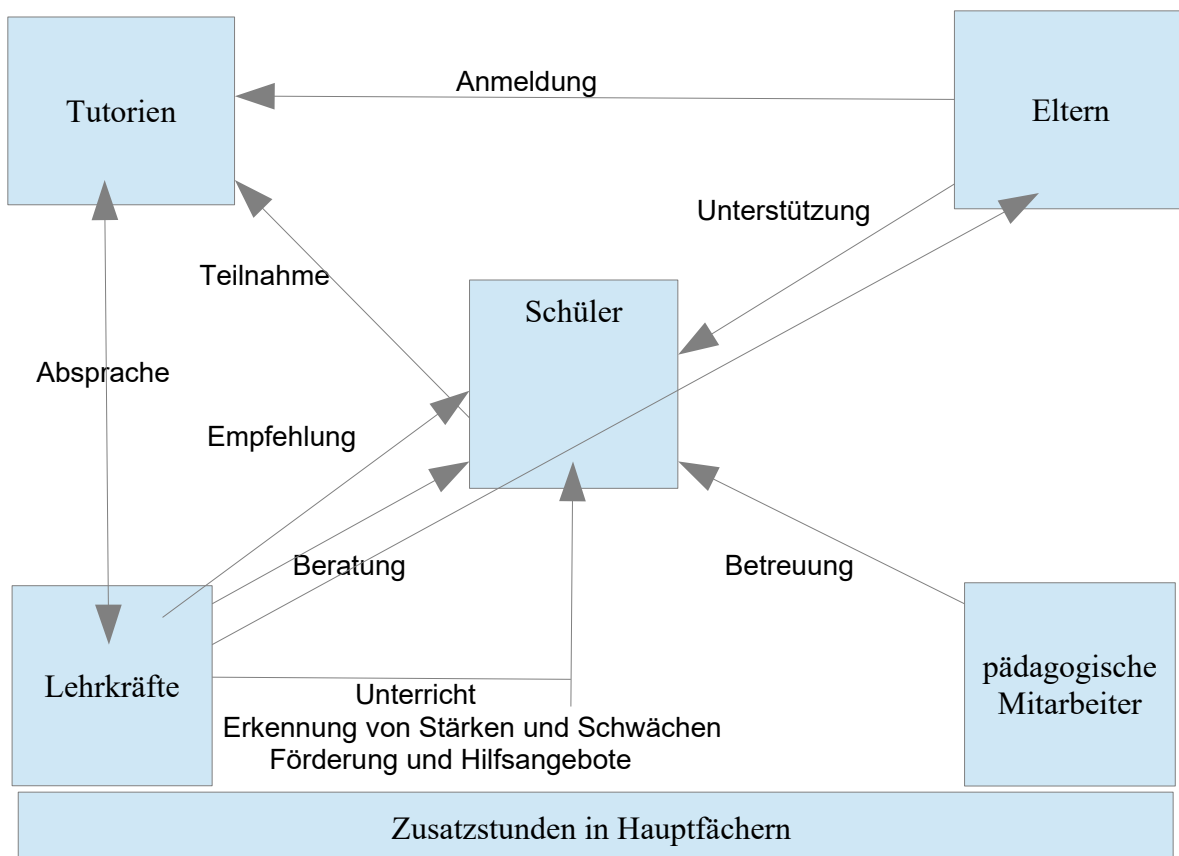 Anmeldung
Tutorien
Eltern
Unterstützung
Teilnahme
Schüler
Absprache
Empfehlung
Beratung
Betreuung
Lehrkräfte
pädagogische
Mitarbeiter
Unterricht
Erkennung von Stärken und Schwächen
Förderung und Hilfsangebote
Zusatzstunden in Hauptfächern